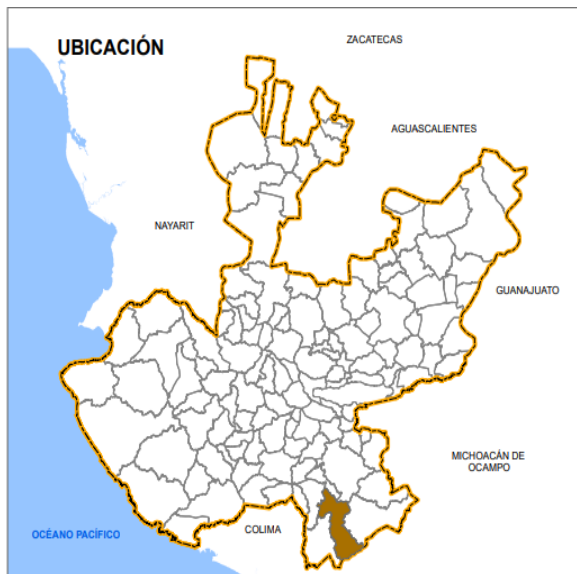 UBICACIÓN
ZACATECAS
AGUASCALIENTES
NAYARIT
GUANAJUATO
MICHOACÁN DE
OCAMPO
COLIMA
OCÉANO PACÍFICO